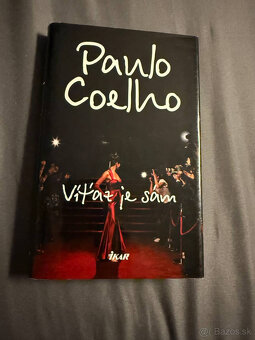 Paulo
Coelho
Víťaz je sám
IKAR
Bazos.sk